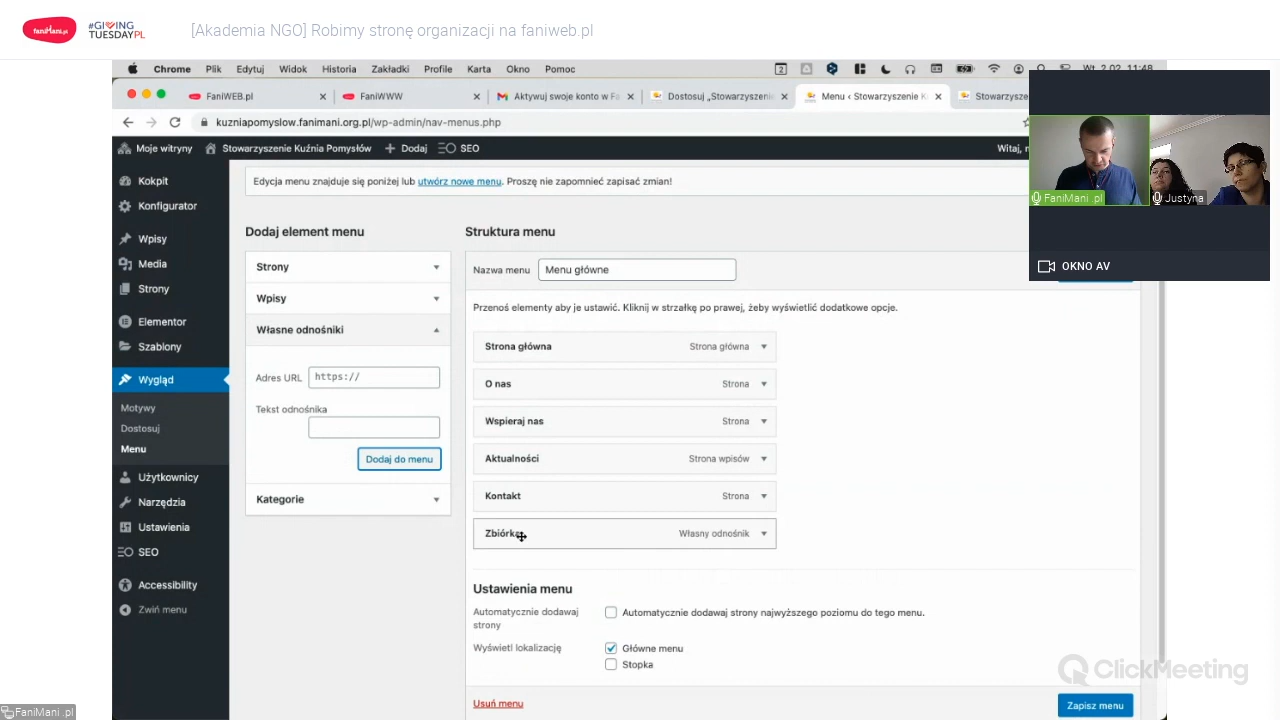 faniMani.pl
#GIVING
TUESDAYPL
[Akademia NGO] Robimy stronę organizacji na faniweb.pl
Chrome Plik Edytuj Widok Historia Zakładki Profile Karta Okno Pomoc
2
Wt. 2.02 11:48
FaniWEB.pl
FaniWWW
Aktywuj swoje konto w Fa
Dostosuj „Stowarzyszeni
Menu ‹ Stowarzyszenie K
Stowarzysze
kuzniapomyslow.fanimani.org.pl/wp-admin/nav-menus.php
Moje witryny Stowarzyszenie Kuźnia Pomysłów Dodaj SEO
Witaj,
FaniMani .pl
Justyna
OKNO AV
Kokpit
Konfigurator
Wpisy
Media
Strony
Elementor
Szablony
Wygląd
Motywy
Dostosuj
Menu
Użytkownicy
Narzędzia
Ustawienia
SEO
Accessibility
Zwiń menu
Edycja menu znajduje się poniżej lub utwórz nowe menu. Proszę nie zapomnieć zapisać zmian!
Dodaj element menu
Strony
Wpisy
Własne odnośniki
Adres URL https://
Tekst odnośnika
Dodaj do menu
Kategorie
Struktura menu
Nazwa menu Menu główne
Przenoś elementy aby je ustawić. Kliknij w strzałkę po prawej, żeby wyświetlić dodatkowe opcje.
Strona główna Strona główna
O nas Strona
Wspieraj nas Strona
Aktualności Strona wpisów
Kontakt Strona
Zbiórka Własny odnośnik
Ustawienia menu
Automatycznie dodawaj
strony
Automatycznie dodawaj strony najwyższego poziomu do tego menu.
Wyświetl lokalizację
Główne menu
Stopka
Usuń menu
Zapisz menu
ClickMeeting
FaniMani .pl